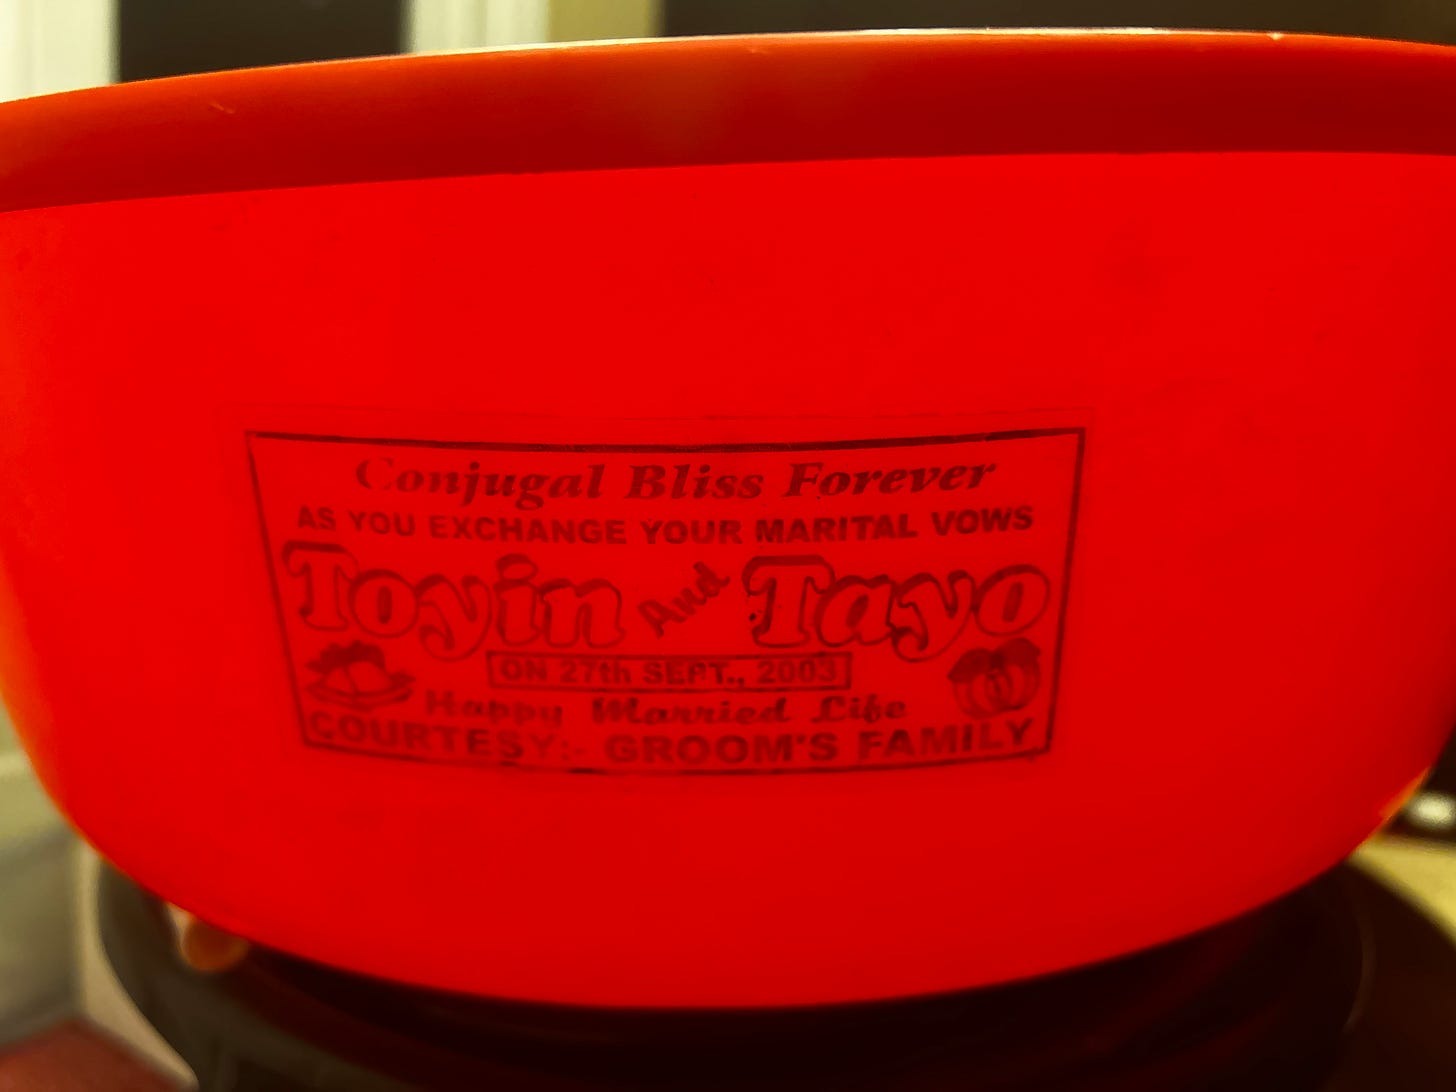 Conjugal Bliss Forever
AS YOU EXCHANGE YOUR MARITAL VOWS
Toyin And Tayo
ON 27th SEPT., 2003
Happy Married Life
COURTESY:- GROOM'S FAMILY